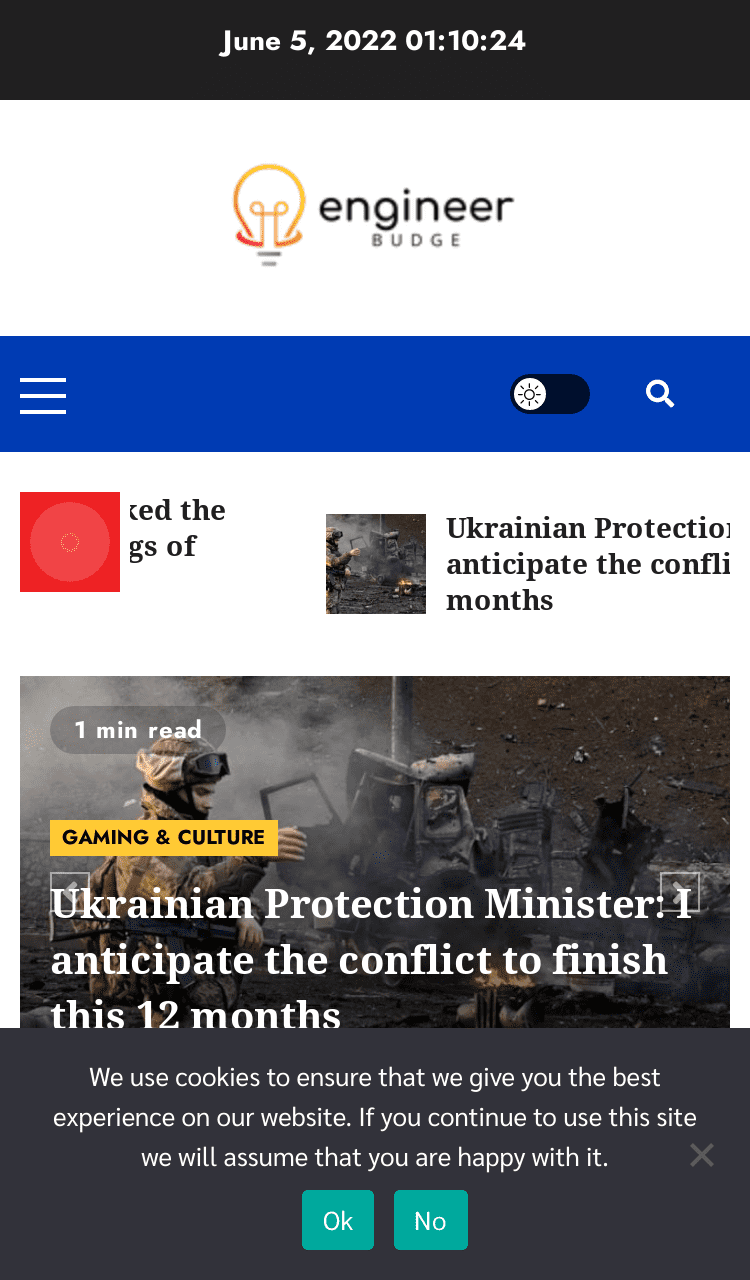 June 5, 2022 01:10:24
engineer
BUDGE
ked the
gs of
Ukrainian Protection
anticipate the confli
months
1 min read
GAMING & CULTURE
Ukrainian Protection Minister: I
anticipate the conflict to finish
this 12 months
We use cookies to ensure that we give you the best
experience on our website. If you continue to use this site
we will assume that you are happy with it.
Ok
No